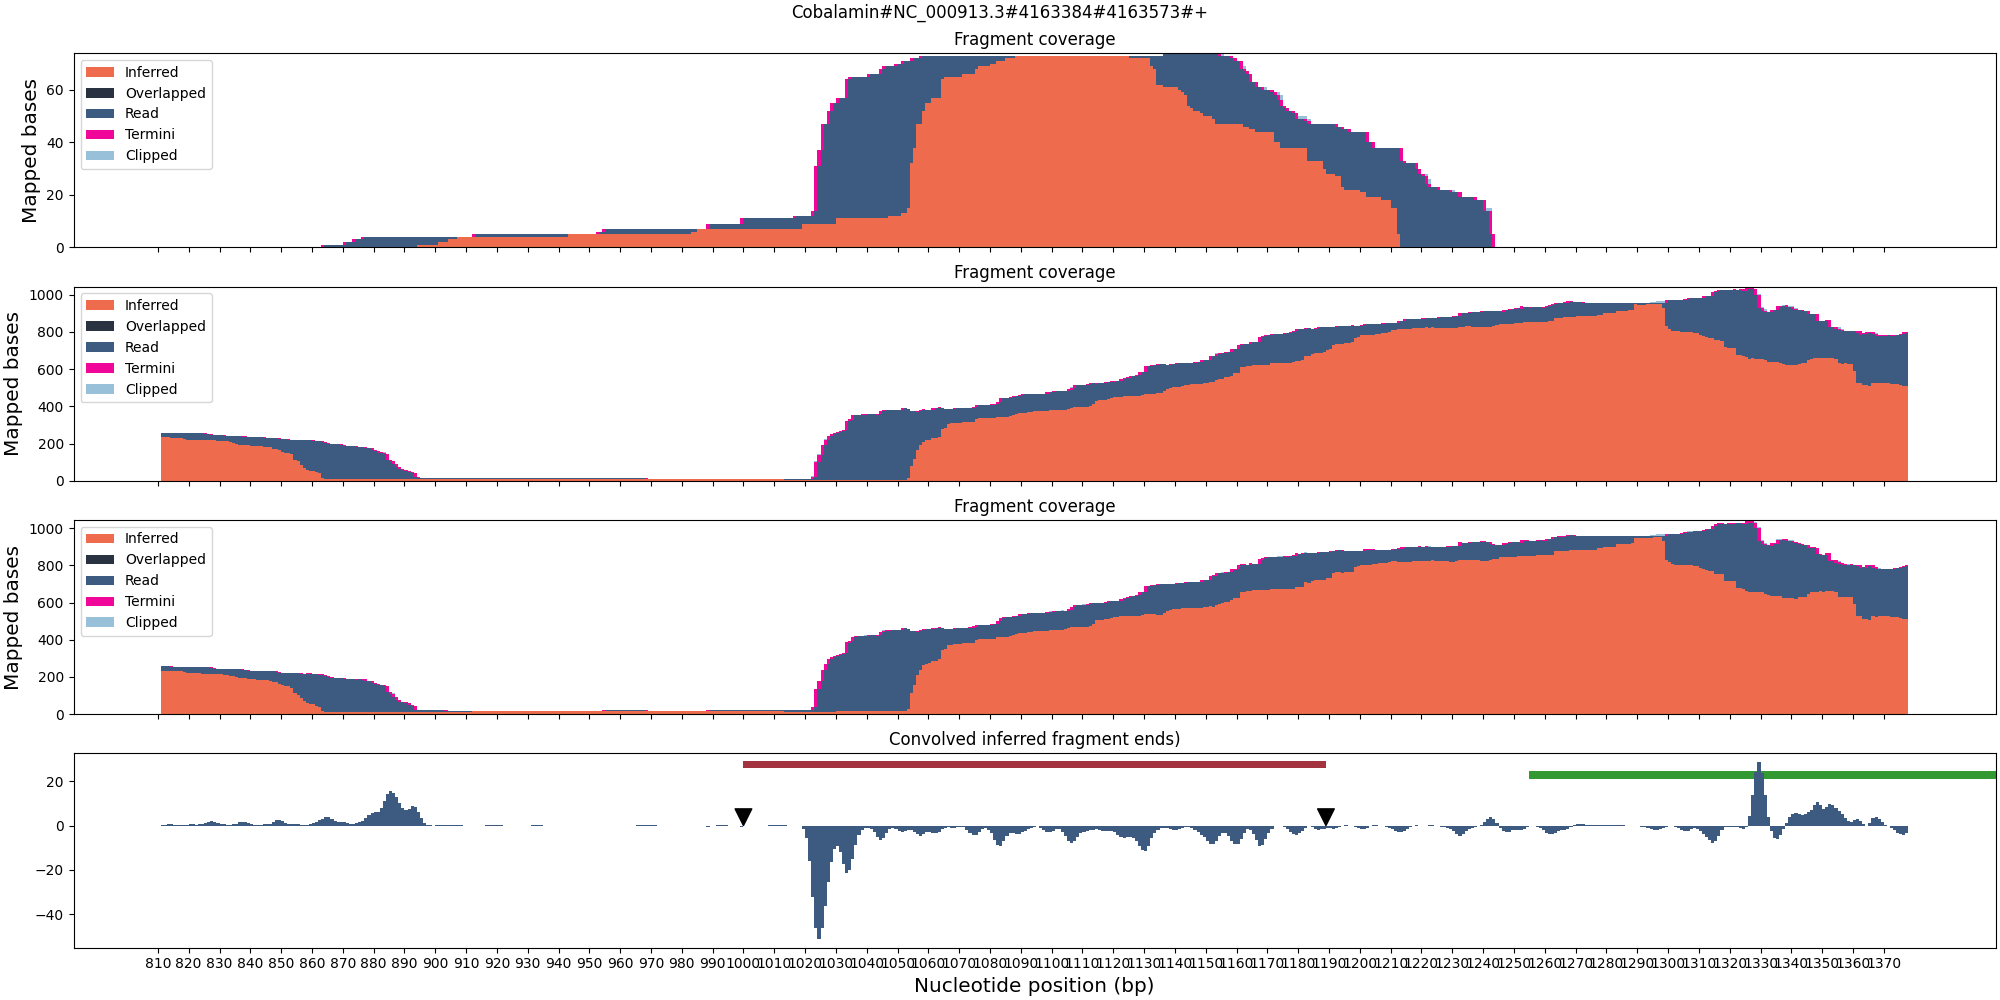 Cobalamin#NC_000913.3#4163384#4163573#+
Fragment coverage
Mapped bases
60
40
20
0
Inferred
Overlapped
Read
Termini
Clipped
Fragment coverage
Mapped bases
1000
800
600
400
200
0
Inferred
Overlapped
Read
Termini
Clipped
Fragment coverage
Mapped bases
1000
800
600
400
200
0
Inferred
Overlapped
Read
Termini
Clipped
Convolved inferred fragment ends)
20
0
−20
−40
810 820 830 840 850 860 870 880 890 900 910 920 930 940 950 960 970 980 990 1000 1010 1020 1030 1040 1050 1060 1070 1080 1090 1100 1110 1120 1130 1140 1150 1160 1170 1180 1190 1200 1210 1220 1230 1240 1250 1260 1270 1280 1290 1300 1310 1320 1330 1340 1350 1360 1370
Nucleotide position (bp)